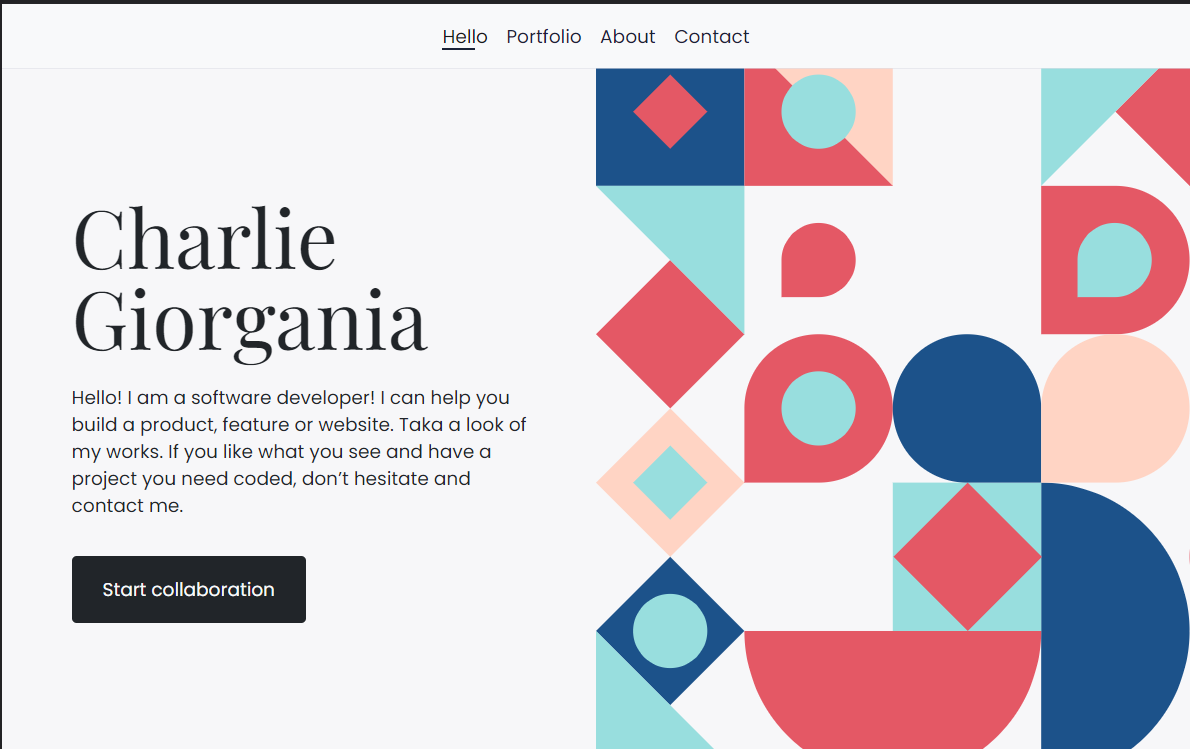 Hello Portfolio About Contact
Charlie
Giorgania
Hello! I am a software developer! I can help you
build a product, feature or website. Taka a look of
my works. If you like what you see and have a
project you need coded, don’t hesitate and
contact me.
Start collaboration